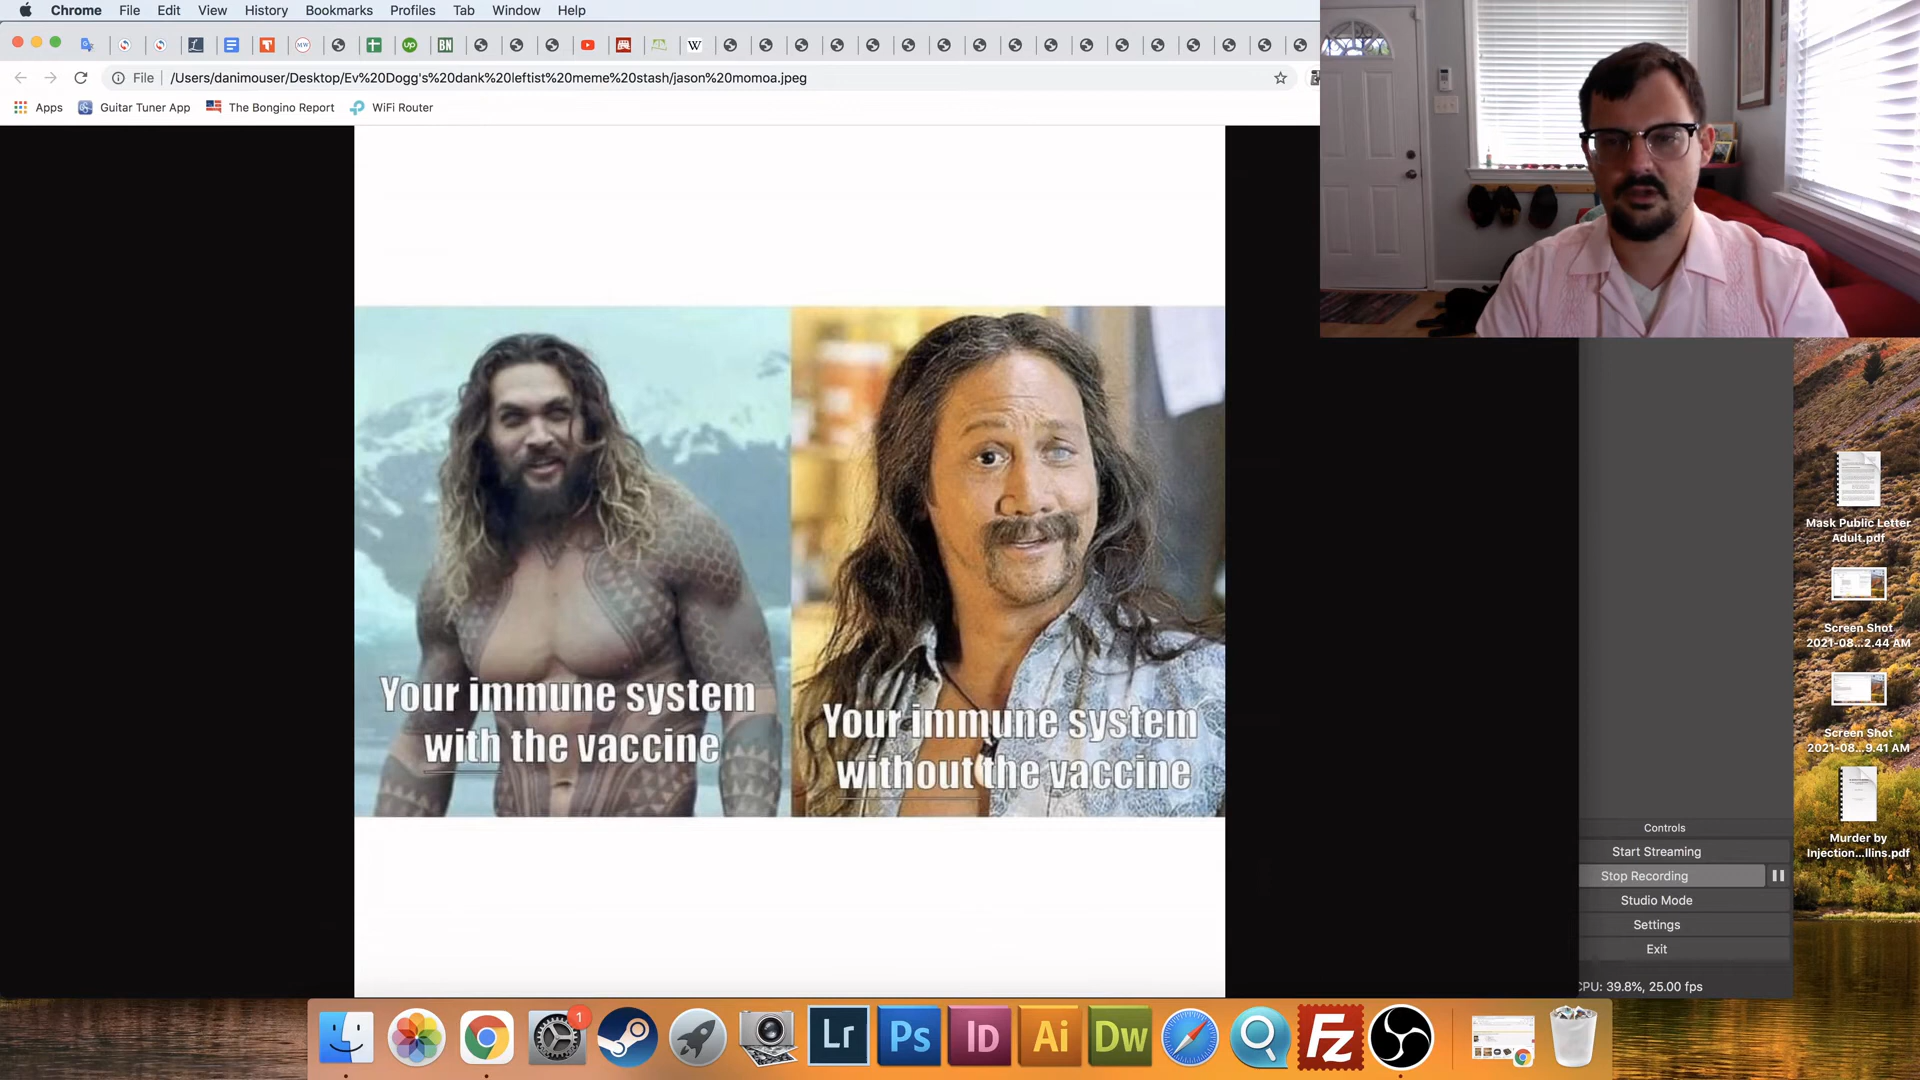 Chrome File Edit View History Bookmarks Profiles Tab Window Help
File /Users/danimouser/Desktop/Ev%20Dogg's%20dank%20leftist%20meme%20stash/jason%20momoa.jpeg
Apps Guitar Tuner App The Bongino Report WiFi Router
Your immune system
with the vaccine
Your immune system
without the vaccine
Mask Public Letter
Adult.pdf
Screen Shot
2021-08...2.44 AM
Screen Shot
2021-08...9.41 AM
Murder by
Injection...llins.pdf
Controls
Start Streaming
Stop Recording
Studio Mode
Settings
Exit
CPU: 39.8%, 25.00 fps
1
Lr
Ps
Id
Ai
Dw
Fz